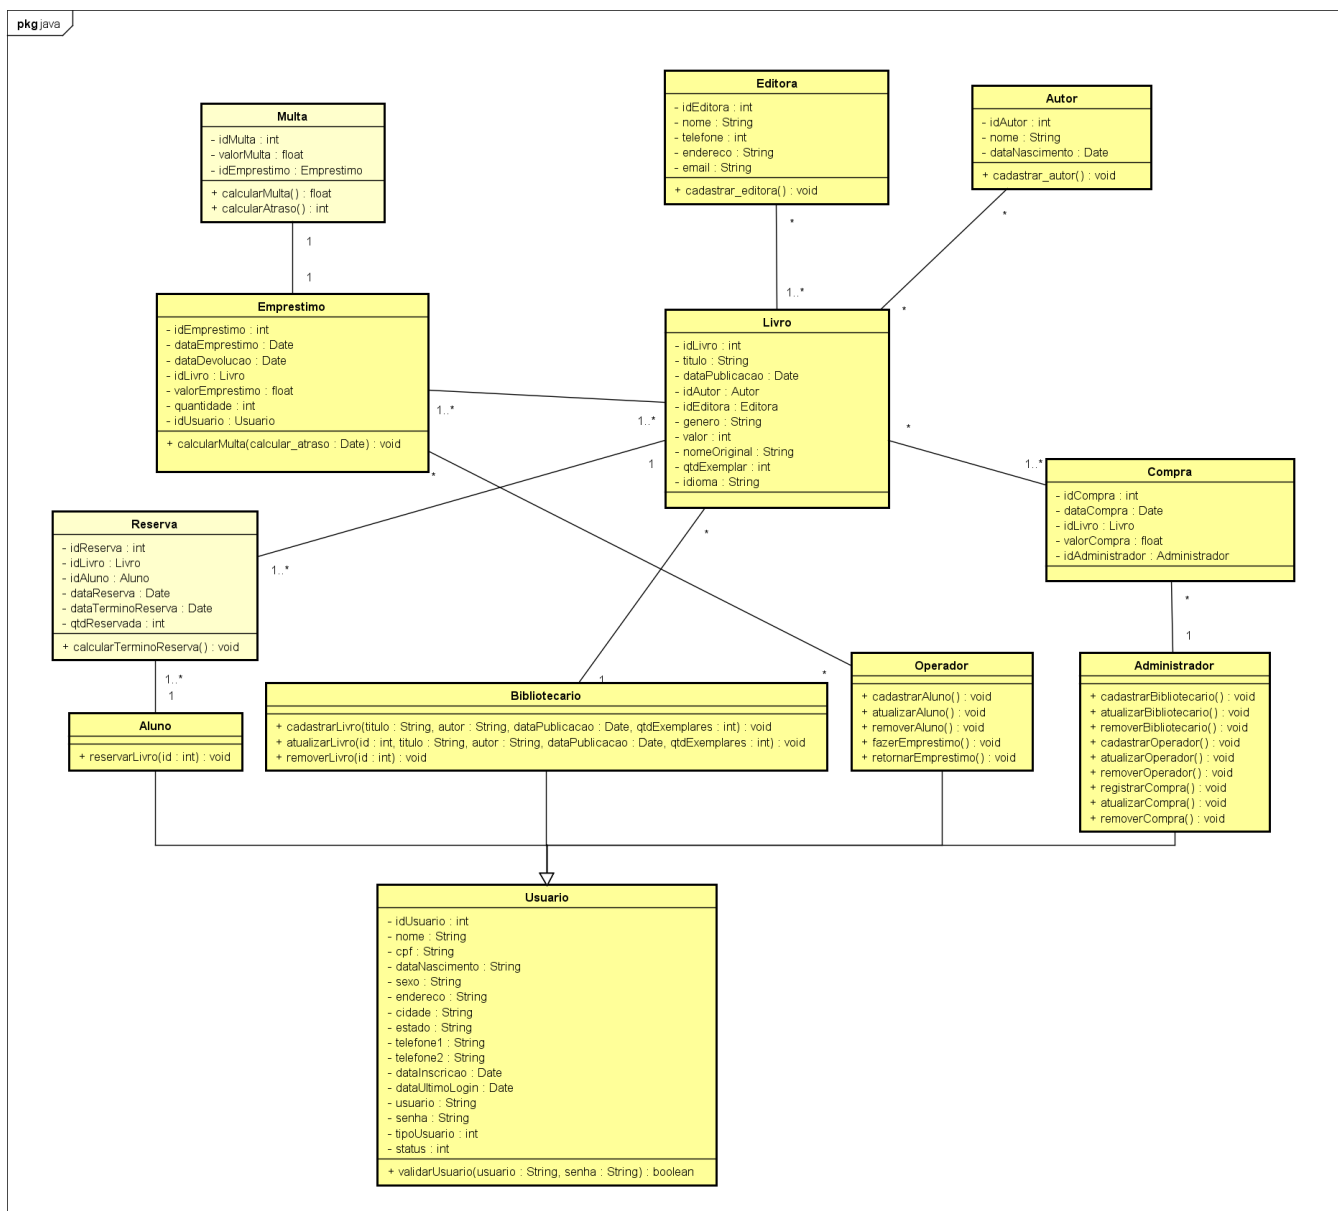 pkg java
Multa
- idMulta : int
- valorMulta : float
- idEmprestimo : Emprestimo
+ calcularMulta() : float
+ calcularAtraso() : int
Editora
- idEditora : int
- nome : String
- telefone : int
- endereco : String
- email : String
+ cadastrar_editora() : void
Autor
- idAutor : int
- nome : String
- dataNascimento : Date
+ cadastrar_autor() : void
1
1
*
1..*
*
*
Emprestimo
- idEmprestimo : int
- dataEmprestimo : Date
- dataDevolucao : Date
- idLivro : Livro
- valorEmprestimo : float
- quantidade : int
- idUsuario : Usuario
+ calcularMulta(calcular_atraso : Date) : void
Livro
- idLivro : int
- titulo : String
- dataPublicacao : Date
- idAutor : Autor
- idEditora : Editora
- genero : String
- valor : int
- nomeOriginal : String
- qtdExemplar : int
- idioma : String
1..*
1..*
*
1..*
1
1..*
*
*
*
1
Compra
- idCompra : int
- dataCompra : Date
- idLivro : Livro
- valorCompra : float
- idAdministrador : Administrador
*
1
Reserva
- idReserva : int
- idLivro : Livro
- idAluno : Aluno
- dataReserva : Date
- dataTerminoReserva : Date
- qtdReservada : int
+ calcularTerminoReserva() : void
1..*
1
Aluno
+ reservarLivro(id : int) : void
Bibliotecario
+ cadastrarLivro(titulo : String, autor : String, dataPublicacao : Date, qtdExemplares : int) : void
+ atualizarLivro(id : int, titulo : String, autor : String, dataPublicacao : Date, qtdExemplares : int) : void
+ removerLivro(id : int) : void
Operador
+ cadastrarAluno() : void
+ atualizarAluno() : void
+ removerAluno() : void
+ fazerEmprestimo() : void
+ retornarEmprestimo() : void
Administrador
+ cadastrarBibliotecario() : void
+ atualizarBibliotecario() : void
+ removerBibliotecario() : void
+ cadastrarOperador() : void
+ atualizarOperador() : void
+ removerOperador() : void
+ registrarCompra() : void
+ atualizarCompra() : void
+ removerCompra() : void
Usuario
- idUsuario : int
- nome : String
- cpf : String
- dataNascimento : String
- sexo : String
- endereco : String
- cidade : String
- estado : String
- telefone1 : String
- telefone2 : String
- dataInscricao : Date
- dataUltimoLogin : Date
- usuario : String
- senha : String
- tipoUsuario : int
- status : int
+ validarUsuario(usuario : String, senha : String) : boolean